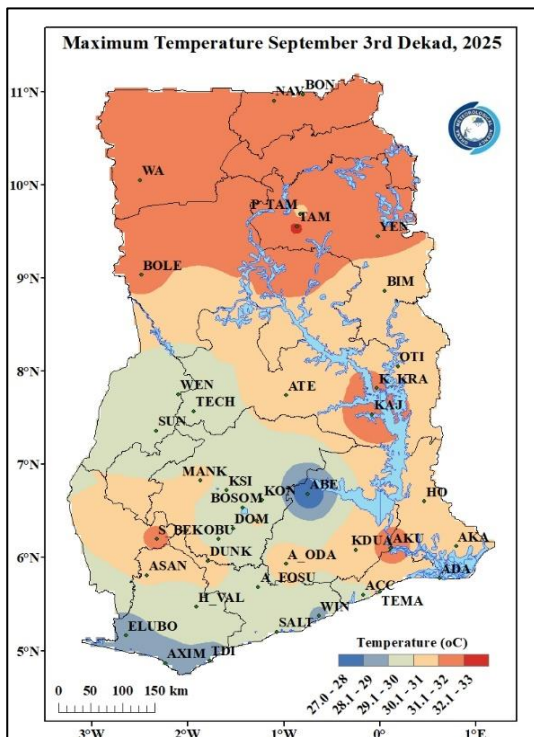 Maximum Temperature September 3rd Dekad, 2025
11°N
10°N
9°N
8°N
7°N
6°N
5°N
NAV
BON
WA
P_TAM
TAM
YEN
BOLE
BIM
OTI
WEN
ATE
K_KRA
TECH
KAJ
SUN
MANK
KSI
ABE
KON
BOSOM
HO
DOM
S_BEKOBU
KDUA
AKU
AKA
DUNK
A_ODA
ASAN
ADA
A_FOSU
ACC
H_VAL
TEMA
WIN
ELUBO
SALT
AXIM
TDI
Temperature (oC)
27.0 - 28
28.1 - 29
29.1 - 30
30.1 - 31
31.1 - 32
32.1 - 33
0 50 100 150 km
3°W 2°W 1°W 0° 1°E